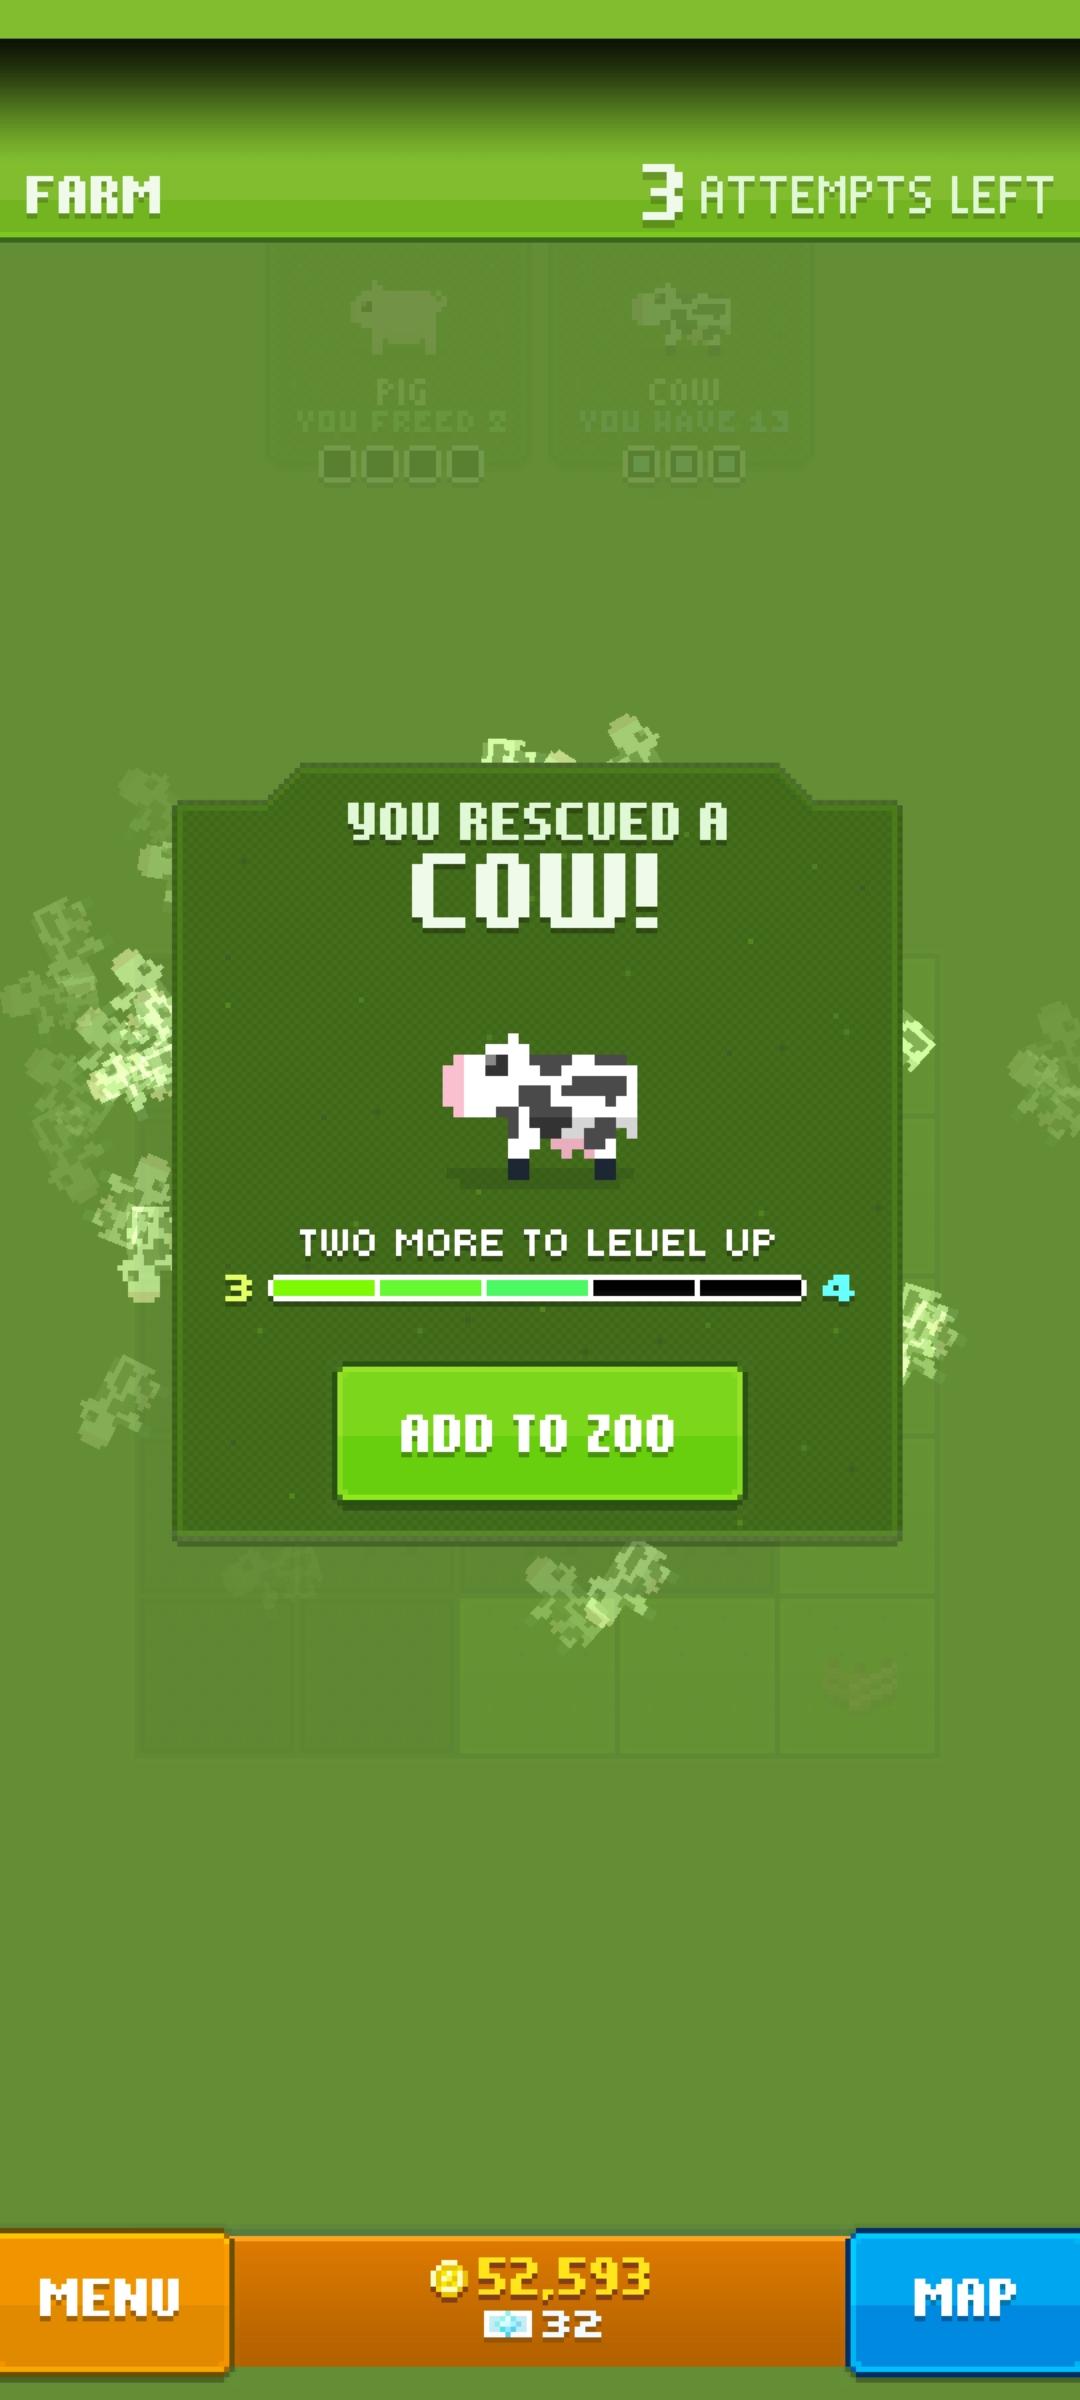 FARM
3 ATTEMPTS LEFT
PIG
COW
YOU FREED 2
YOU HAVE 13
YOU RESCUED A
COW!
TWO MORE TO LEVEL UP
3
4
ADD TO ZOO
MENU
52,593
32
MAP